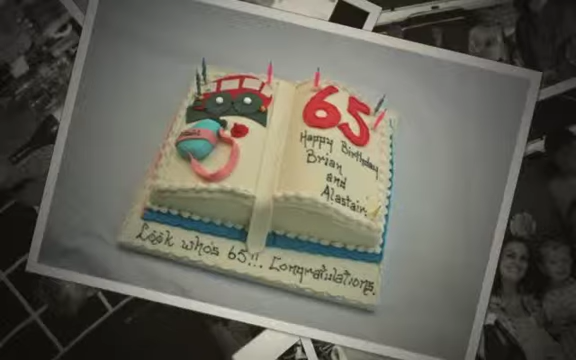 65
Happy Birthday
Brian
and
Alastair.
Look who's 65!!! Congratulations.